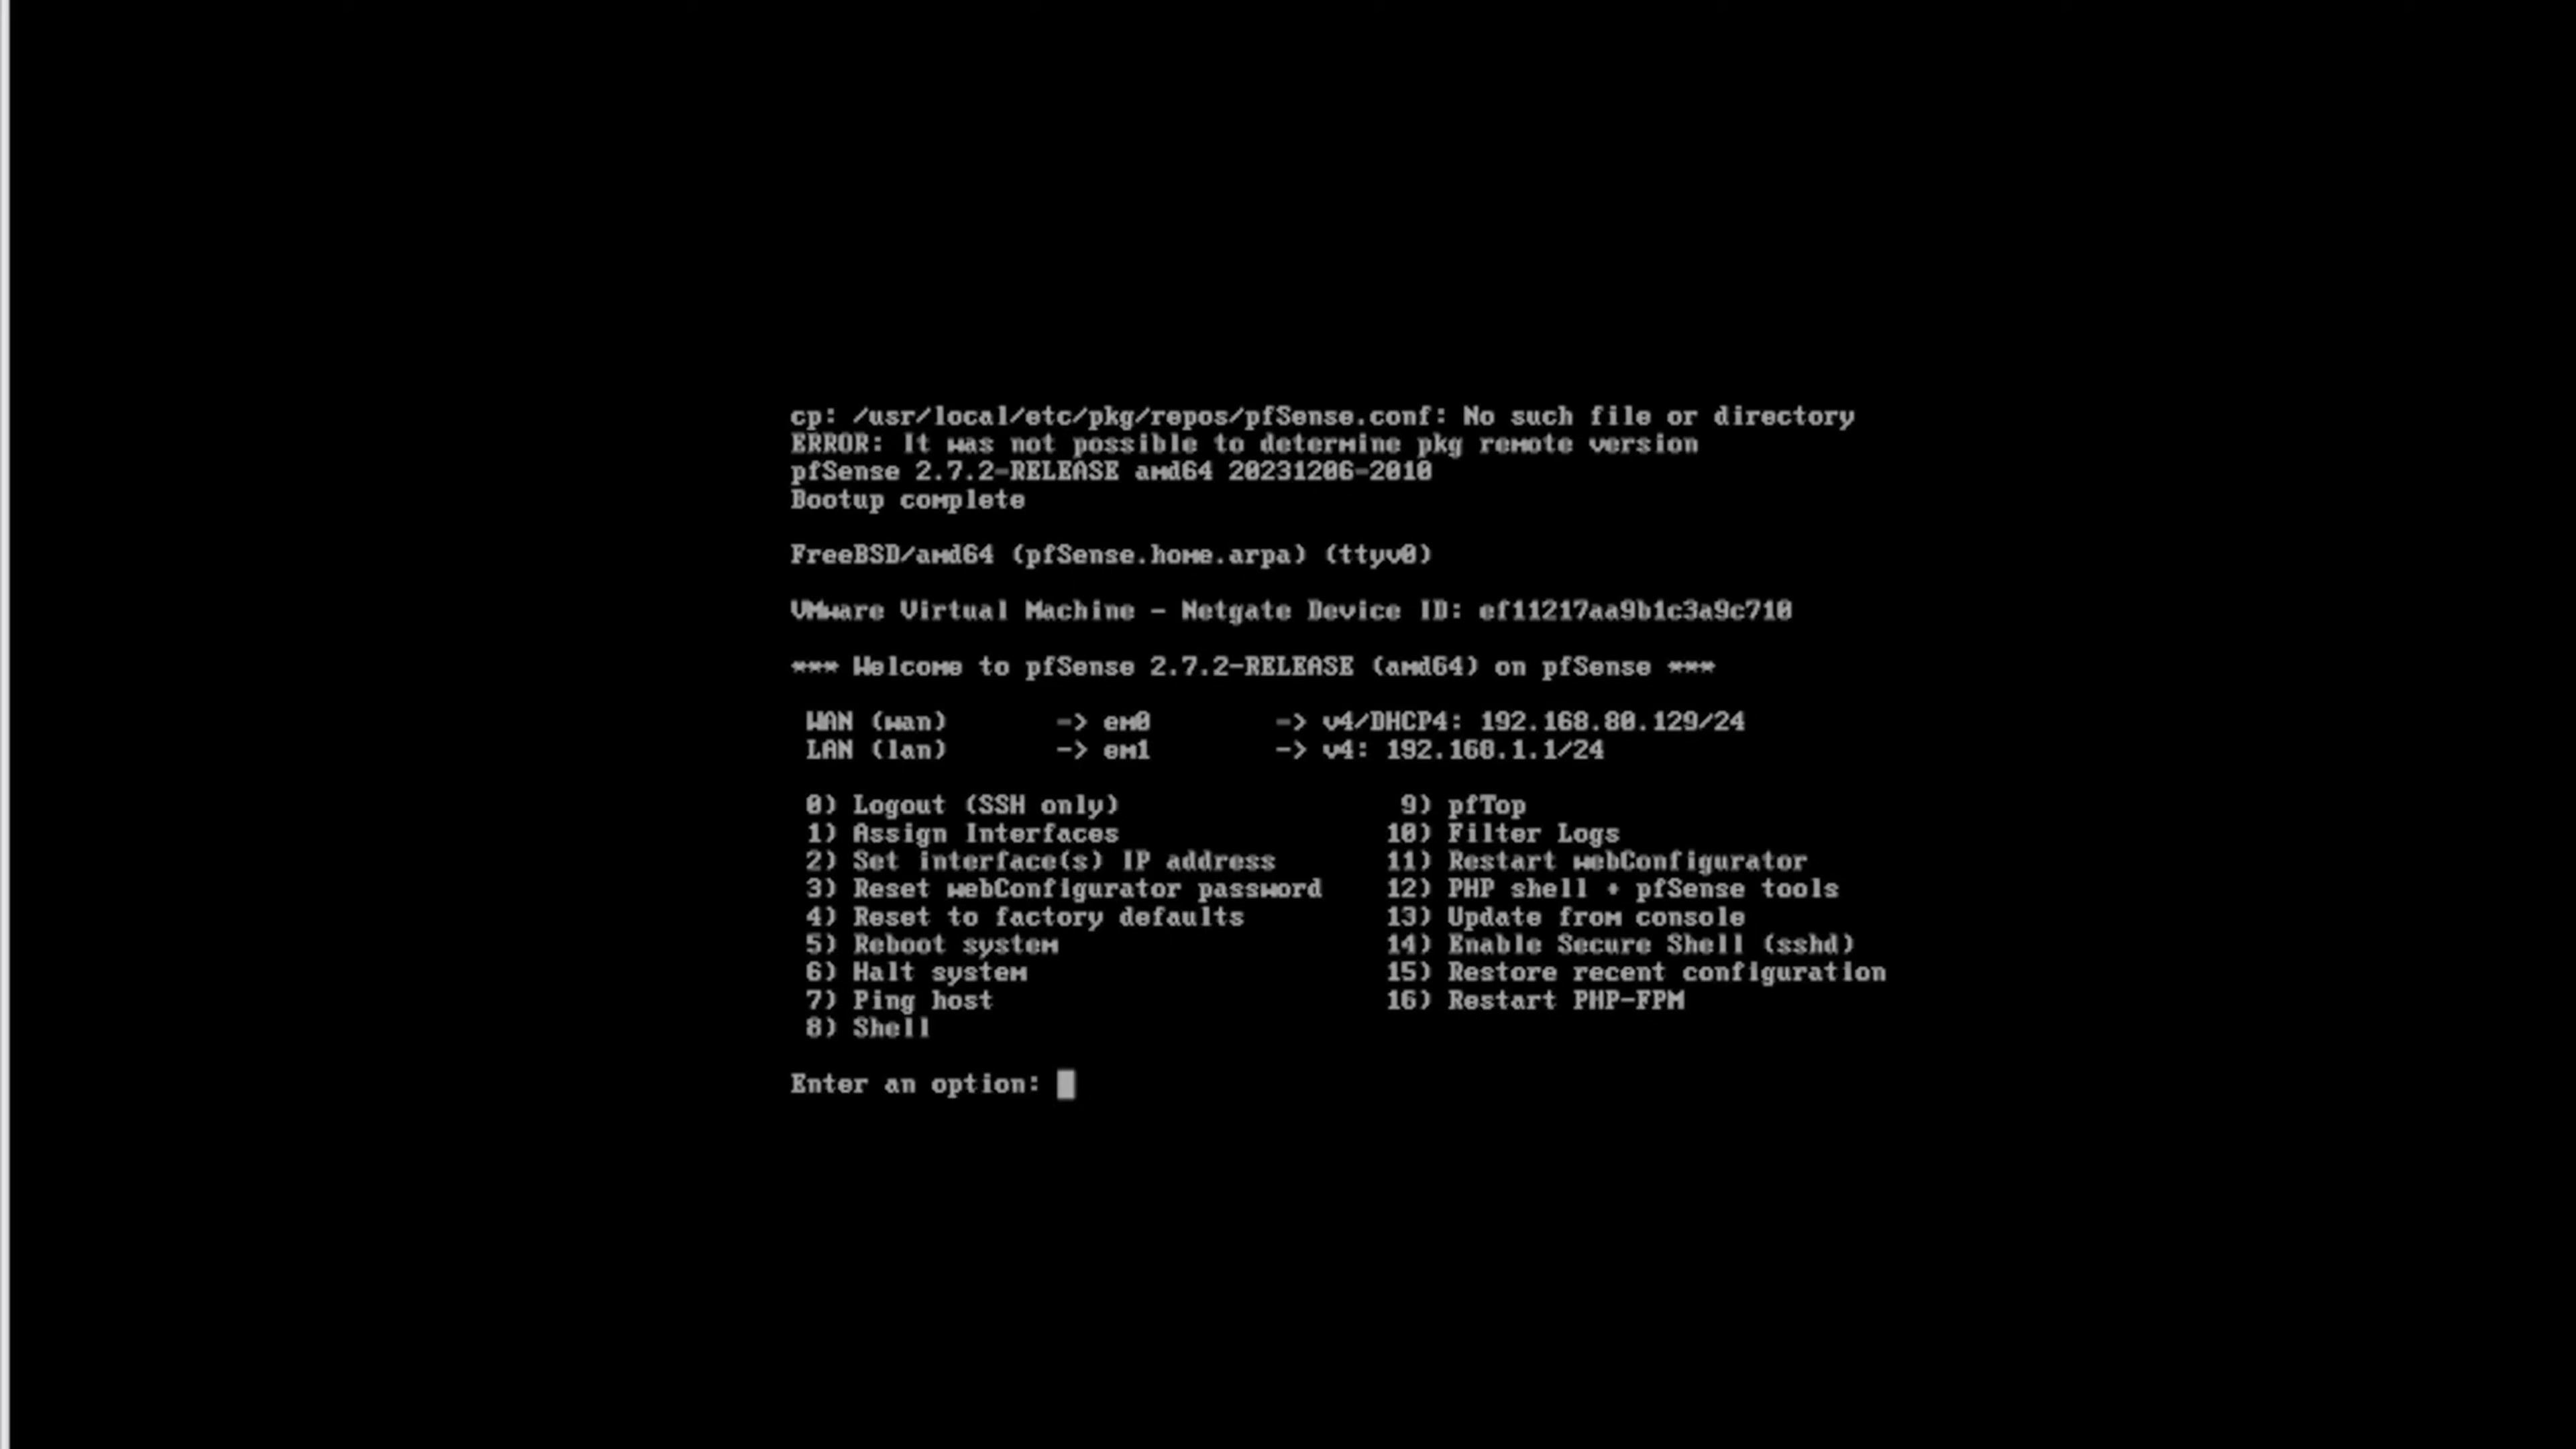 cp: /usr/local/etc/pkg/repos/pfSense.conf: No such file or directory
ERROR: It was not possible to determine pkg remote version
pfSense 2.7.2-RELEASE amd64 20231206-2010
Bootup complete
FreeBSD/amd64 (pfSense.home.arpa) (ttyv0)
VMware Virtual Machine - Netgate Device ID: ef11217aa9b1c3a9c710
*** Welcome to pfSense 2.7.2-RELEASE (amd64) on pfSense ***
WAN (wan) -> em0 -> v4/DHCP4: 192.168.80.129/24
LAN (lan) -> em1 -> v4: 192.168.1.1/24
0) Logout (SSH only) 9) pfTop
1) Assign Interfaces 10) Filter Logs
2) Set interface(s) IP address 11) Restart webConfigurator
3) Reset webConfigurator password 12) PHP shell + pfSense tools
4) Reset to factory defaults 13) Update from console
5) Reboot system 14) Enable Secure Shell (sshd)
6) Halt system 15) Restore recent configuration
7) Ping host 16) Restart PHP-FPM
8) Shell
Enter an option: